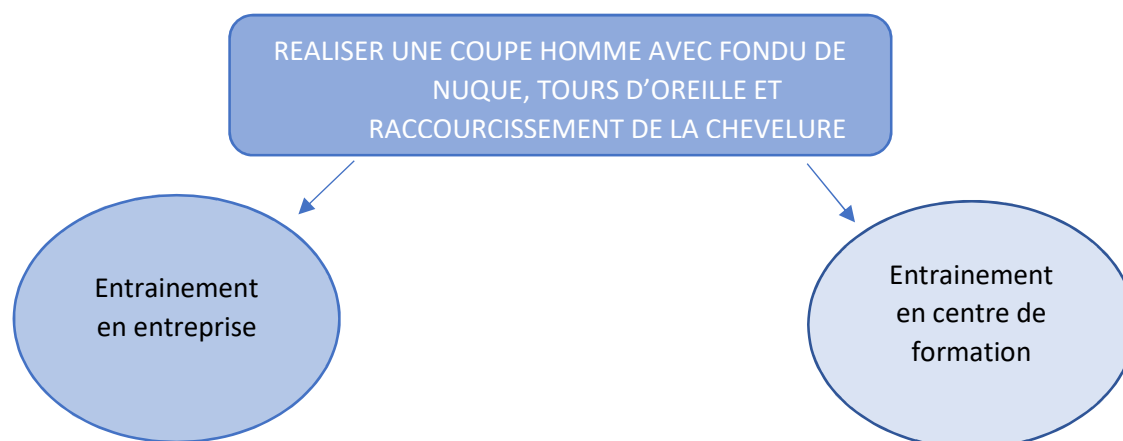 REALISER UNE COUPE HOMME AVEC FONDU DE
NUQUE, TOURS D’OREILLE ET
RACCOURCISSEMENT DE LA CHEVELURE
Entrainement
en entreprise
Entrainement
en centre de
formation